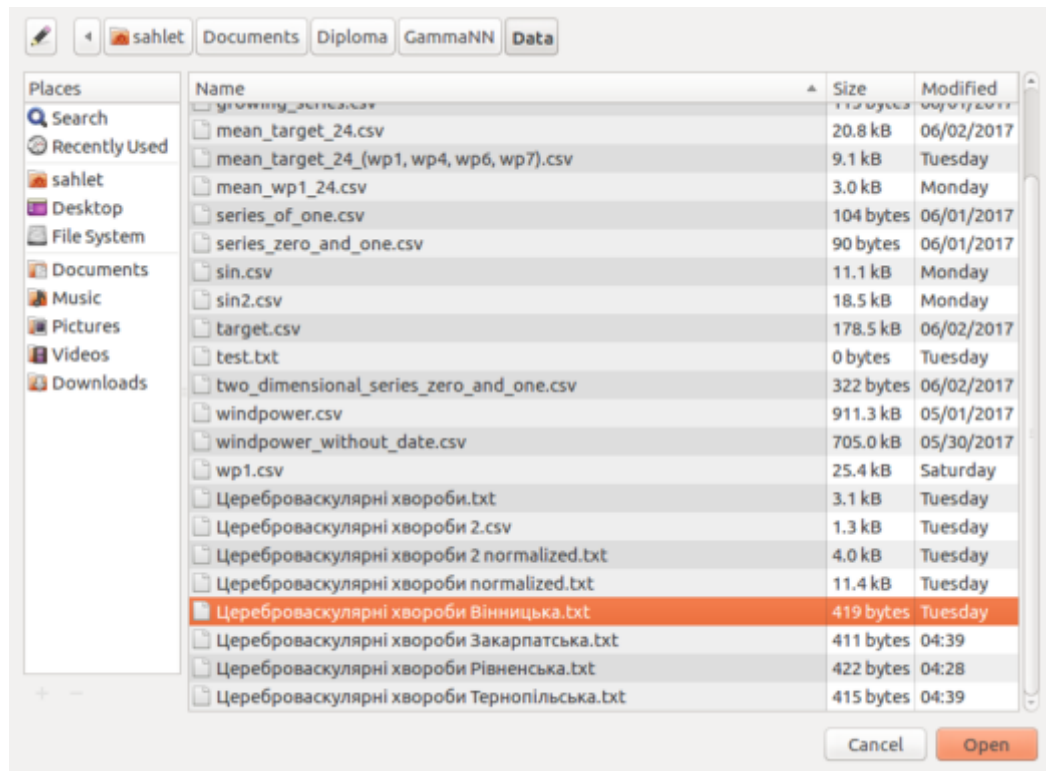 sahlet Documents Diploma GammaNN Data
Places Name Size Modified
Search
Recently Used
sahlet
Desktop
File System
Documents
Music
Pictures
Videos
Downloads
growing_series.csv 115 bytes 06/01/2017
mean_target_24.csv 20.8 kB 06/02/2017
mean_target_24_(wp1, wp4, wp6, wp7).csv 9.1 kB Tuesday
mean_wp1_24.csv 3.0 kB Monday
series_of_one.csv 104 bytes 06/01/2017
series_zero_and_one.csv 90 bytes 06/01/2017
sin.csv 11.1 kB Monday
sin2.csv 18.5 kB Monday
target.csv 178.5 kB 06/02/2017
test.txt 0 bytes Tuesday
two_dimensional_series_zero_and_one.csv 322 bytes 06/02/2017
windpower.csv 911.3 kB 05/01/2017
windpower_without_date.csv 705.0 kB 05/30/2017
wp1.csv 25.4 kB Saturday
Цереброваскулярні хвороби.txt 3.1 kB Tuesday
Цереброваскулярні хвороби 2.csv 1.3 kB Tuesday
Цереброваскулярні хвороби 2 normalized.txt 4.0 kB Tuesday
Цереброваскулярні хвороби normalized.txt 11.4 kB Tuesday
Цереброваскулярні хвороби Вінницька.txt 419 bytes Tuesday
Цереброваскулярні хвороби Закарпатська.txt 411 bytes 04:39
Цереброваскулярні хвороби Рівненська.txt 422 bytes 04:28
Цереброваскулярні хвороби Тернопільська.txt 415 bytes 04:39
Cancel Open